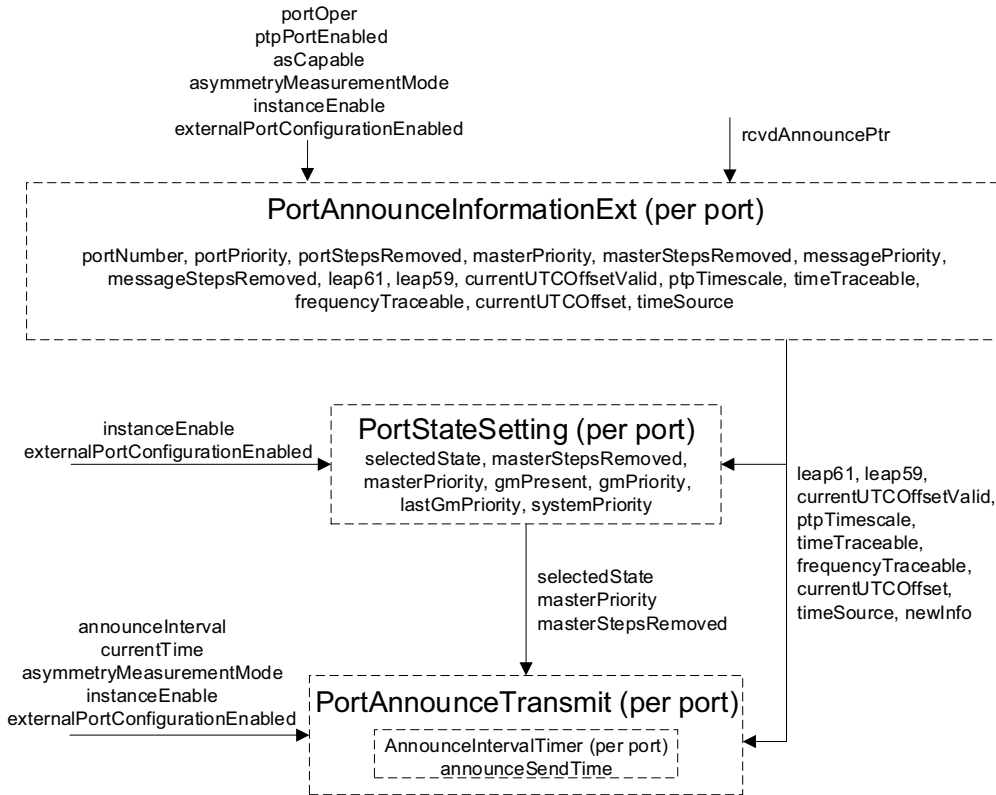 portOper
ptpPortEnabled
asCapable
asymmetryMeasurementMode
instanceEnable
externalPortConfigurationEnabled
rcvdAnnouncePtr
PortAnnounceInformationExt (per port)
portNumber, portPriority, portStepsRemoved, masterPriority, masterStepsRemoved, messagePriority,
messageStepsRemoved, leap61, leap59, currentUTCOffsetValid, ptpTimescale, timeTraceable,
frequencyTraceable, currentUTCOffset, timeSource
instanceEnable
externalPortConfigurationEnabled
PortStateSetting (per port)
selectedState, masterStepsRemoved,
masterPriority, gmPresent, gmPriority,
lastGmPriority, systemPriority
leap61, leap59,
currentUTCOffsetValid,
ptpTimescale,
timeTraceable,
frequencyTraceable,
currentUTCOffset,
timeSource, newInfo
selectedState
masterPriority
masterStepsRemoved
announceInterval
currentTime
asymmetryMeasurementMode
instanceEnable
externalPortConfigurationEnabled
PortAnnounceTransmit (per port)
AnnounceIntervalTimer (per port)
announceSendTime